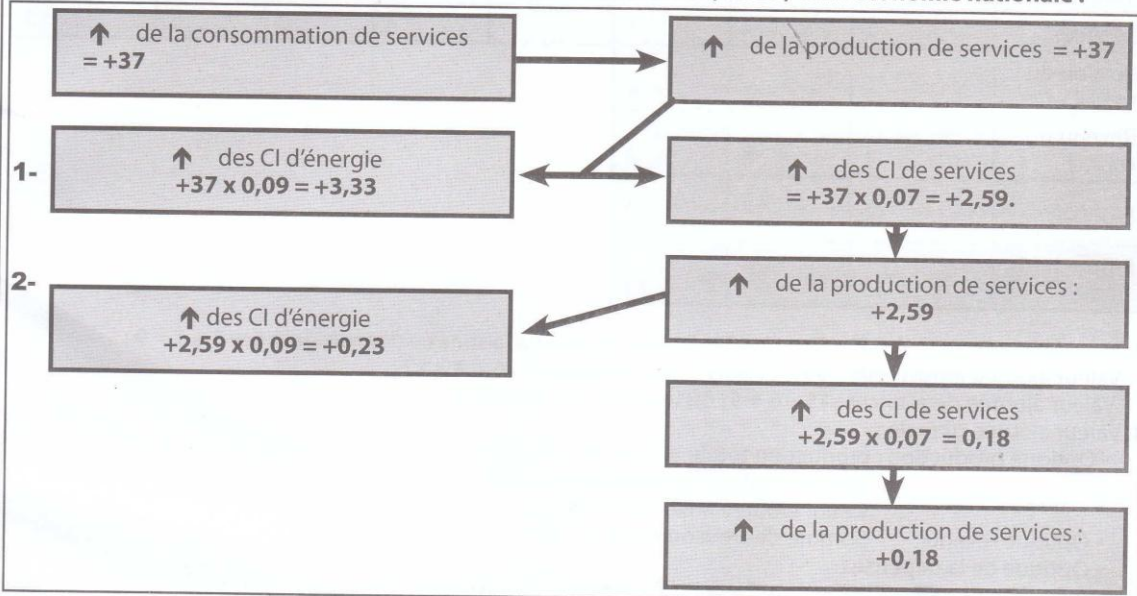 nationale ?
↑ de la consommation de services
= +37
↑ de la production de services = +37
1-
↑ des CI d'énergie
+37 x 0,09 = +3,33
↑ des CI de services
= +37 x 0,07 = +2,59.
2-
↑ de la production de services :
+2,59
↑ des CI d'énergie
+2,59 x 0,09 = +0,23
↑ des CI de services
+2,59 x 0,07 = 0,18
↑ de la production de services :
+0,18